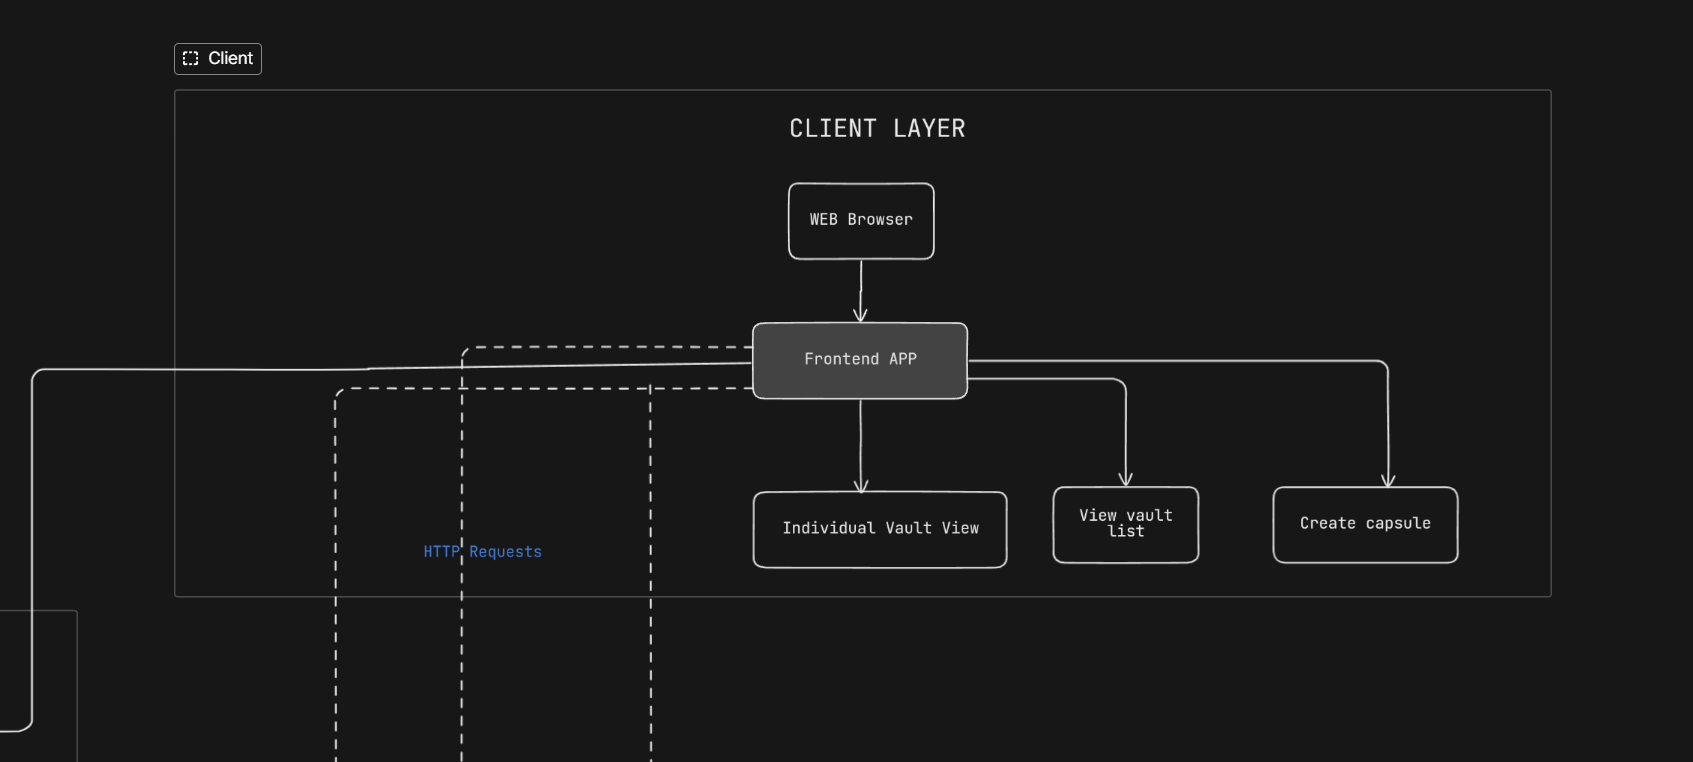 Client
CLIENT LAYER
WEB Browser
Frontend APP
Individual Vault View
View vault
list
Create capsule
HTTP Requests